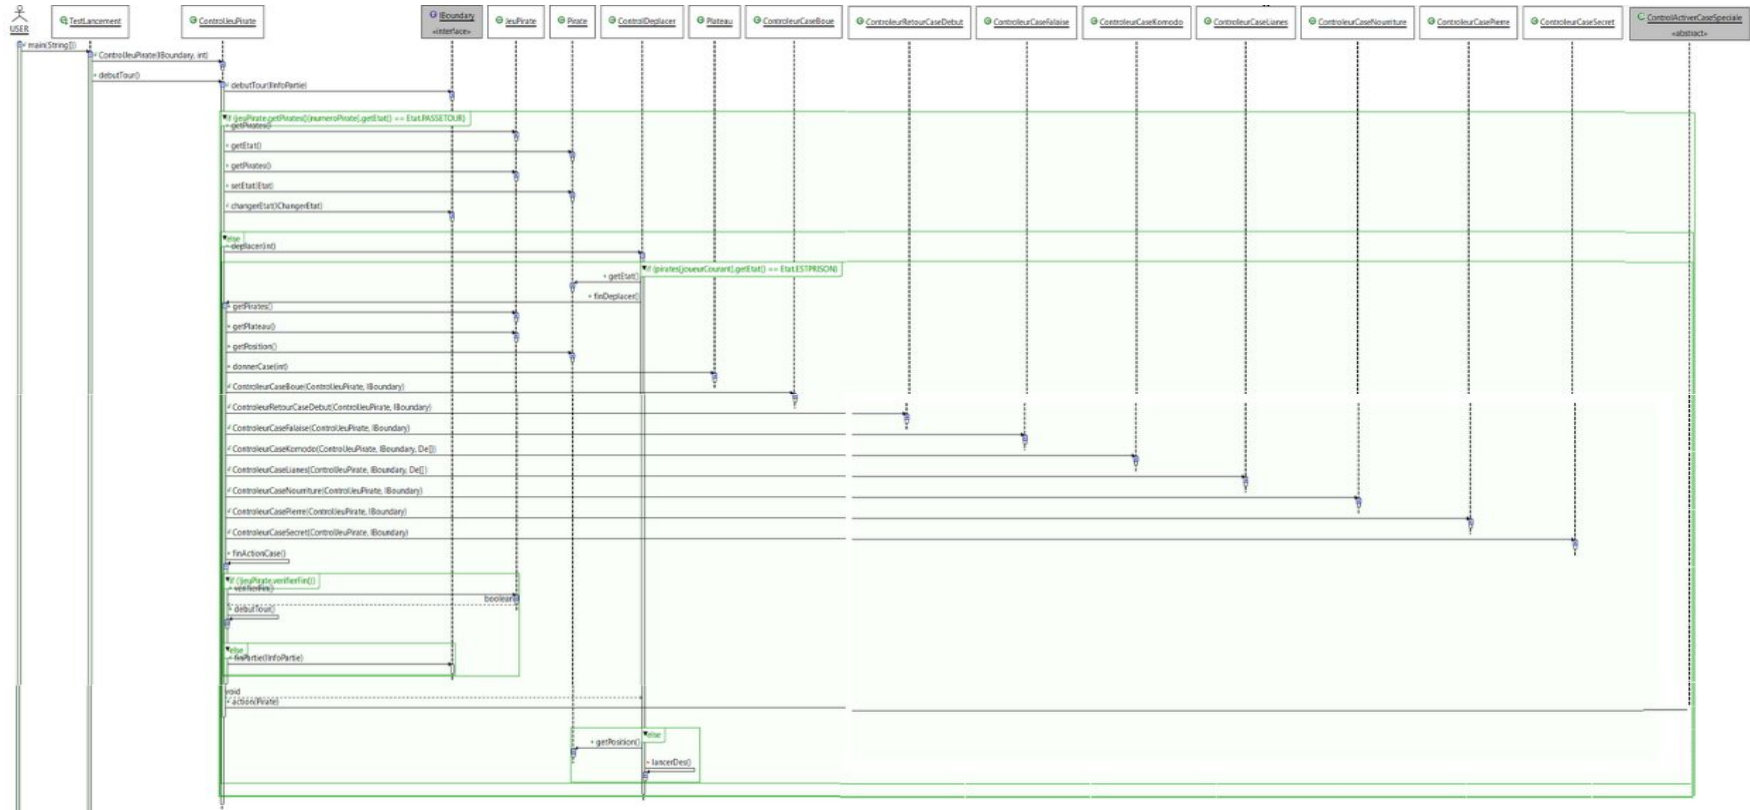 USER
TestLancement
ControlJeuPirate
IBoundary
«interface»
JeuPirate
Pirate
ControlDeplacer
Plateau
ControleurCaseBoue
ControleurRetourCaseDebut
ControleurCaseFalaise
ControleurCaseKomodo
ControleurCaseLianes
ControleurCaseNourriture
ControleurCasePierre
ControleurCaseSecret
ControlActiverCaseSpeciale
«abstract»
main(String[])
ControlJeuPirate(IBoundary, int)
debutTour()
debutTour(IInfoPartie)
if (jeuPirate.getPirates()[numeroPirate].getEtat() == Etat.PASSETOUR)
getPirates()
getEtat()
getPirates()
setEtat(Etat)
changerEtat(IChangerEtat)
else
deplacer(int)
if (pirates[joueurCourant].getEtat() == Etat.ESTPRISON)
getEtat()
finDeplacer()
getPirates()
getPlateau()
getPosition()
donnerCase(int)
ControleurCaseBoue(ControlJeuPirate, IBoundary)
ControleurRetourCaseDebut(ControlJeuPirate, IBoundary)
ControleurCaseFalaise(ControlJeuPirate, IBoundary)
ControleurCaseKomodo(ControlJeuPirate, IBoundary, De[])
ControleurCaseLianes(ControlJeuPirate, IBoundary, De[])
ControleurCaseNourriture(ControlJeuPirate, IBoundary)
ControleurCasePierre(ControlJeuPirate, IBoundary)
ControleurCaseSecret(ControlJeuPirate, IBoundary)
finActionCase()
if (!jeuPirate.verifierFin())
verifierFin()
boolean
debutTour()
else
finPartie(IInfoPartie)
void
action(Pirate)
else
getPosition()
lancerDes()